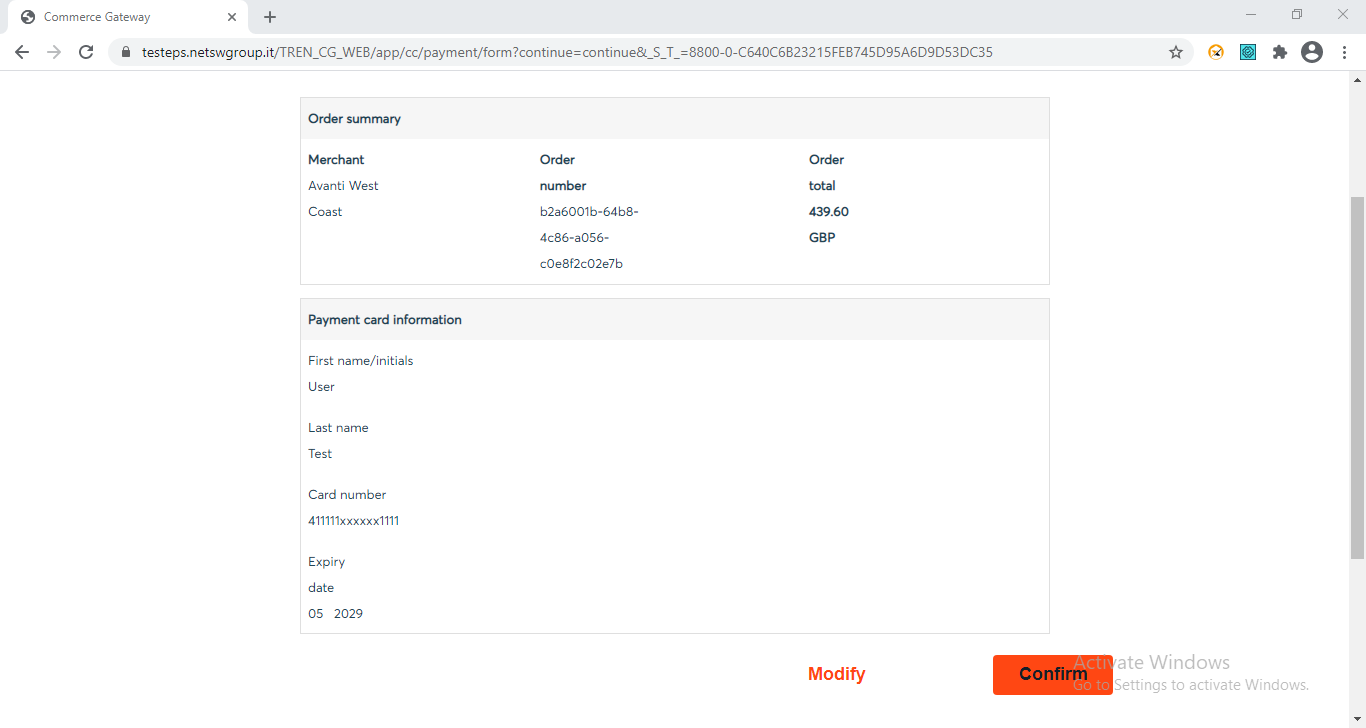 Commerce Gateway
testeps.netswgroup.it/TREN_CG_WEB/app/cc/payment/form?continue=continue&_S_T_=8800-0-C640C6B23215FEB745D95A6D9D53DC35
Order summary
Merchant
Avanti West
Coast
Order
number
b2a6001b-64b8-
4c86-a056-
c0e8f2c02e7b
Order
total
439.60
GBP
Payment card information
First name/initials
User
Last name
Test
Card number
411111xxxxxx1111
Expiry
date
05 2029
Modify
Confirm
Activate Windows
Go to Settings to activate Windows.